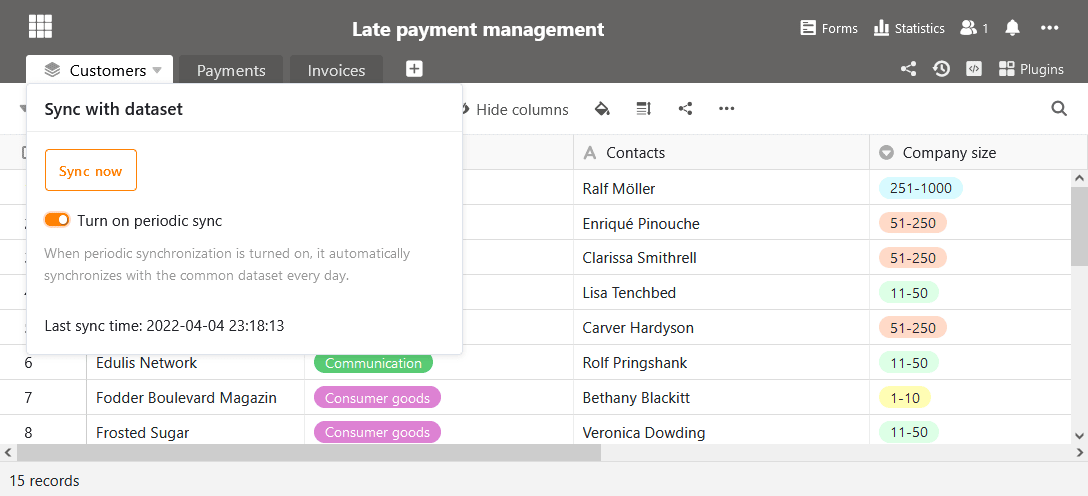 Late payment management
Forms
Statistics
1
Customers
Payments
Invoices
Plugins
Sync with dataset
Hide columns
Sync now
Turn on periodic sync
When periodic synchronization is turned on, it automatically
synchronizes with the common dataset every day.
Last sync time: 2022-04-04 23:18:13
Contacts
Company size
Ralf Möller
251-1000
Enriqué Pinouche
51-250
Clarissa Smithrell
51-250
Lisa Tenchbed
11-50
Carver Hardyson
51-250
6
Edulis Network
Communication
Rolf Pringshank
11-50
7
Fodder Boulevard Magazin
Consumer goods
Bethany Blackitt
1-10
8
Frosted Sugar
Consumer goods
Veronica Dowding
11-50
15 records